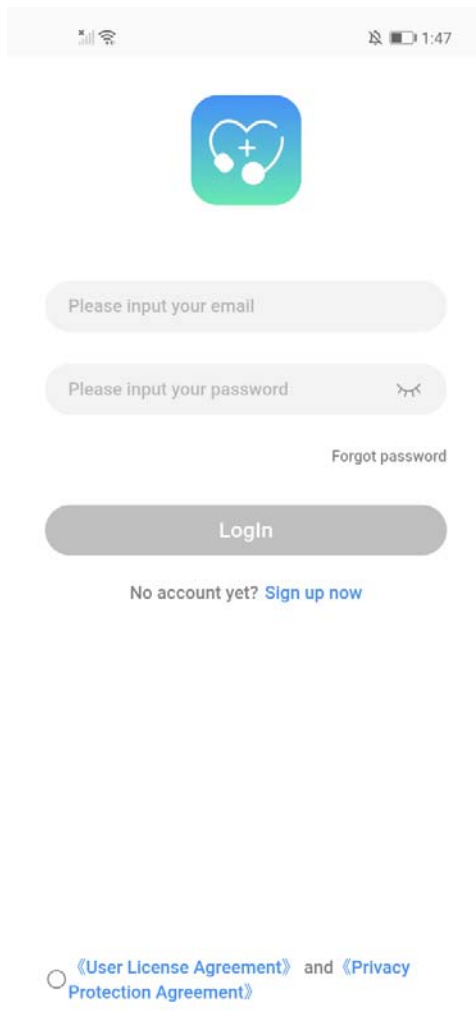 1:47
Please input your email
Please input your password
Forgot password
LogIn
No account yet? Sign up now
《User License Agreement》 and 《Privacy
Protection Agreement》